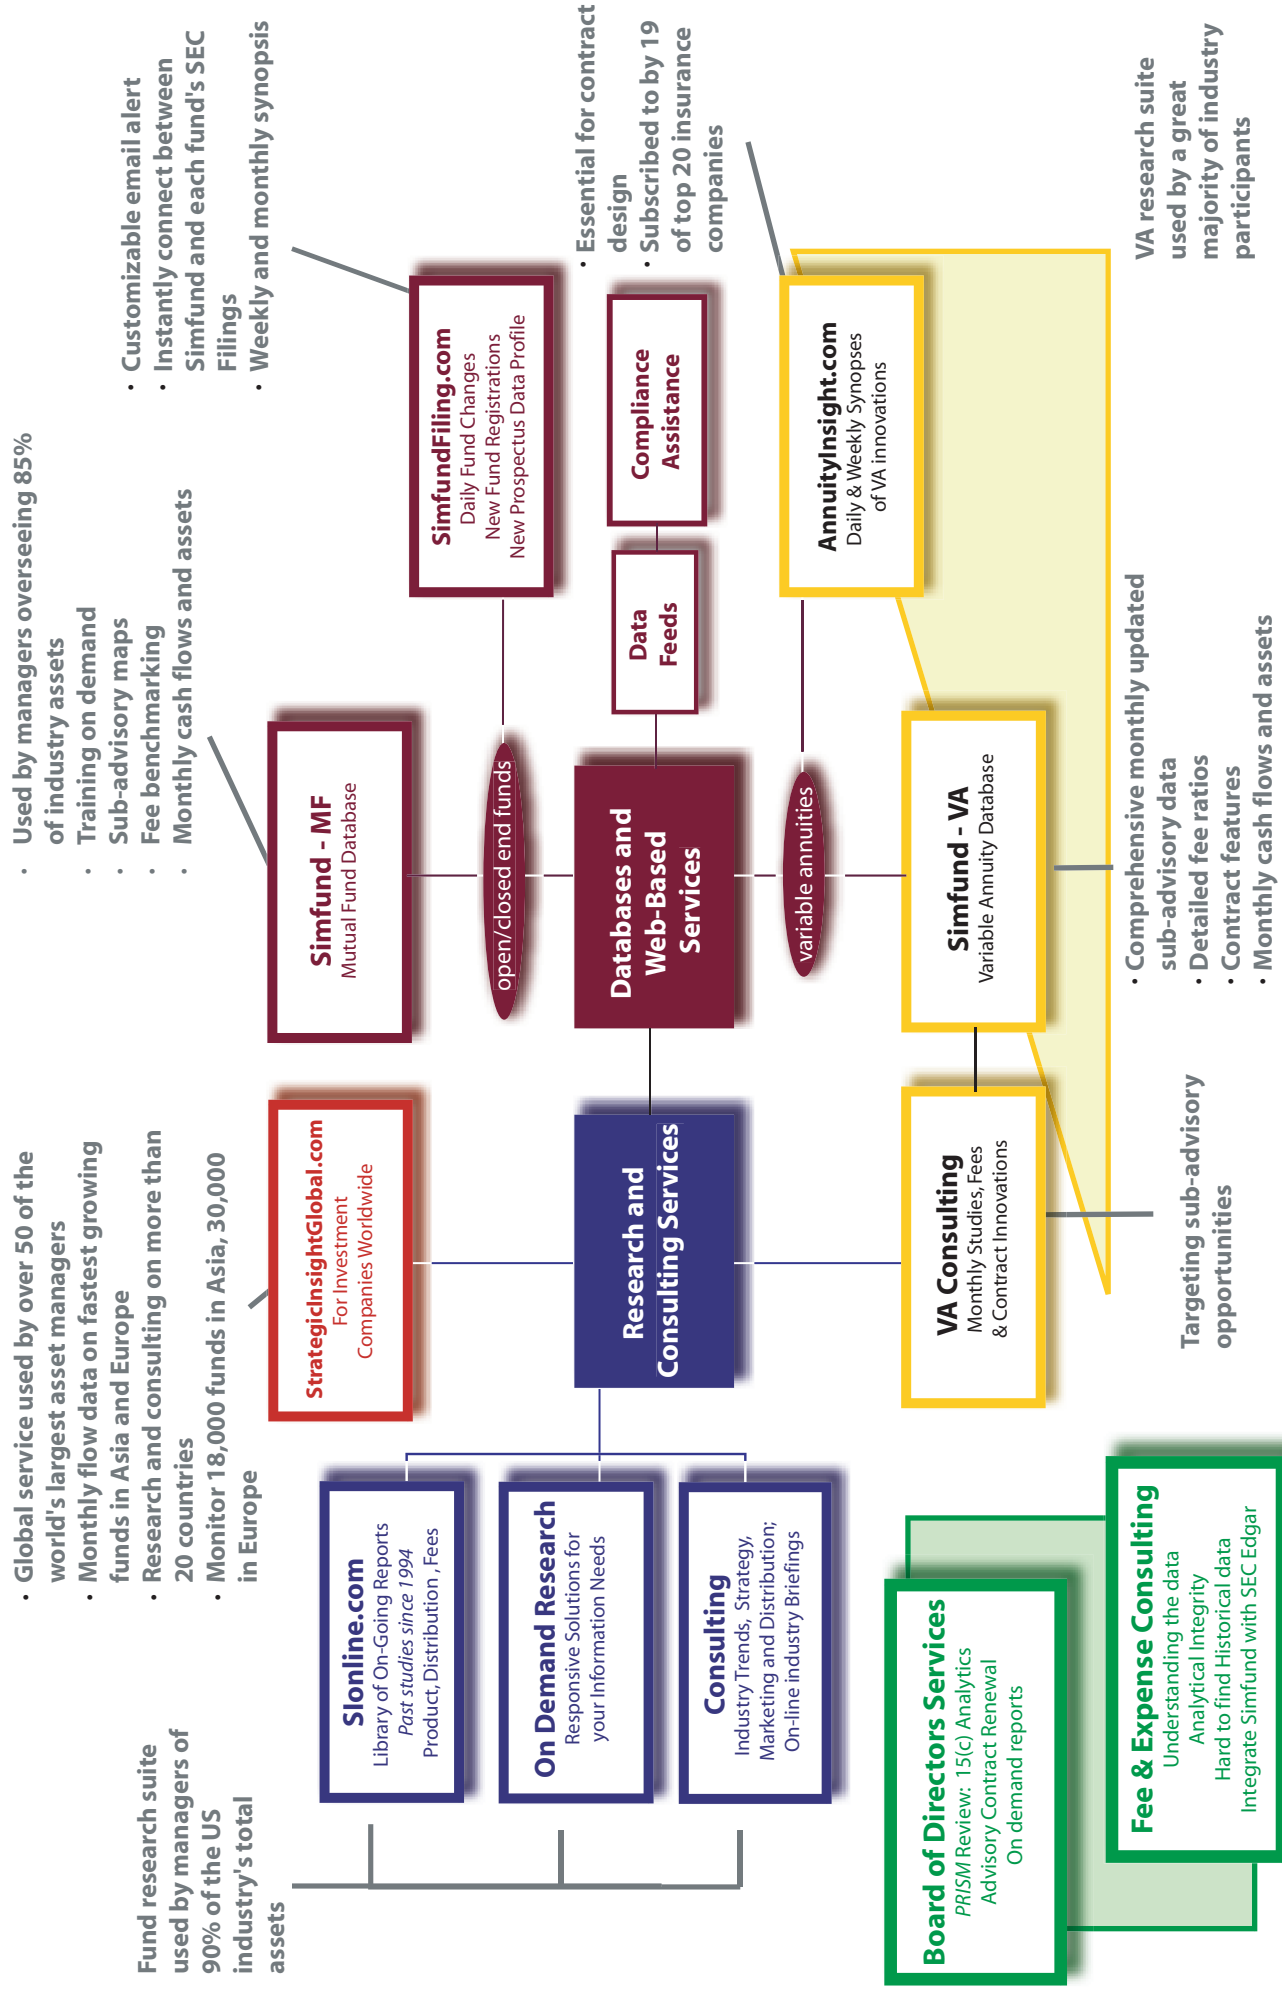 Fund research suite
used by managers of
90% of the US
industry's total
assets
· Global service used by over 50 of the
world's largest asset managers
· Monthly flow data on fastest growing
funds in Asia and Europe
· Research and consulting on more than
20 countries
· Monitor 18,000 funds in Asia, 30,000
in Europe
· Used by managers overseeing 85%
of industry assets
· Training on demand
· Sub-advisory maps
· Fee benchmarking
· Monthly cash flows and assets
· Customizable email alert
· Instantly connect between
Simfund and each fund's SEC
Filings
· Weekly and monthly synopsis
SIonline.com
Library of On-Going Reports
Past studies since 1994
Product, Distribution , Fees
On Demand Research
Responsive Solutions for
your Information Needs
Consulting
Industry Trends, Strategy,
Marketing and Distribution;
On-line industry Briefings
StrategicInsightGlobal.com
For Investment
Companies Worldwide
Research and
Consulting Services
VA Consulting
Monthly Studies, Fees
& Contract Innovations
Targeting sub-advisory
opportunities
Simfund - MF
Mutual Fund Database
open/closed end funds
Databases and
Web-Based
Services
variable annuities
Simfund - VA
Variable Annuity Database
· Comprehensive monthly updated
sub-advisory data
· Detailed fee ratios
· Contract features
· Monthly cash flows and assets
SimfundFiling.com
Daily Fund Changes
New Fund Registrations
New Prospectus Data Profile
Data
Feeds
Compliance
Assistance
· Essential for contract
design
· Subscribed to by 19
of top 20 insurance
companies
AnnuityInsight.com
Daily & Weekly Synopses
of VA innovations
VA research suite
used by a great
majority of industry
participants
Board of Directors Services
PRISM Review: 15(c) Analytics
Advisory Contract Renewal
On demand reports
Fee & Expense Consulting
Understanding the data
Analytical Integrity
Hard to find Historical data
Integrate Simfund with SEC Edgar